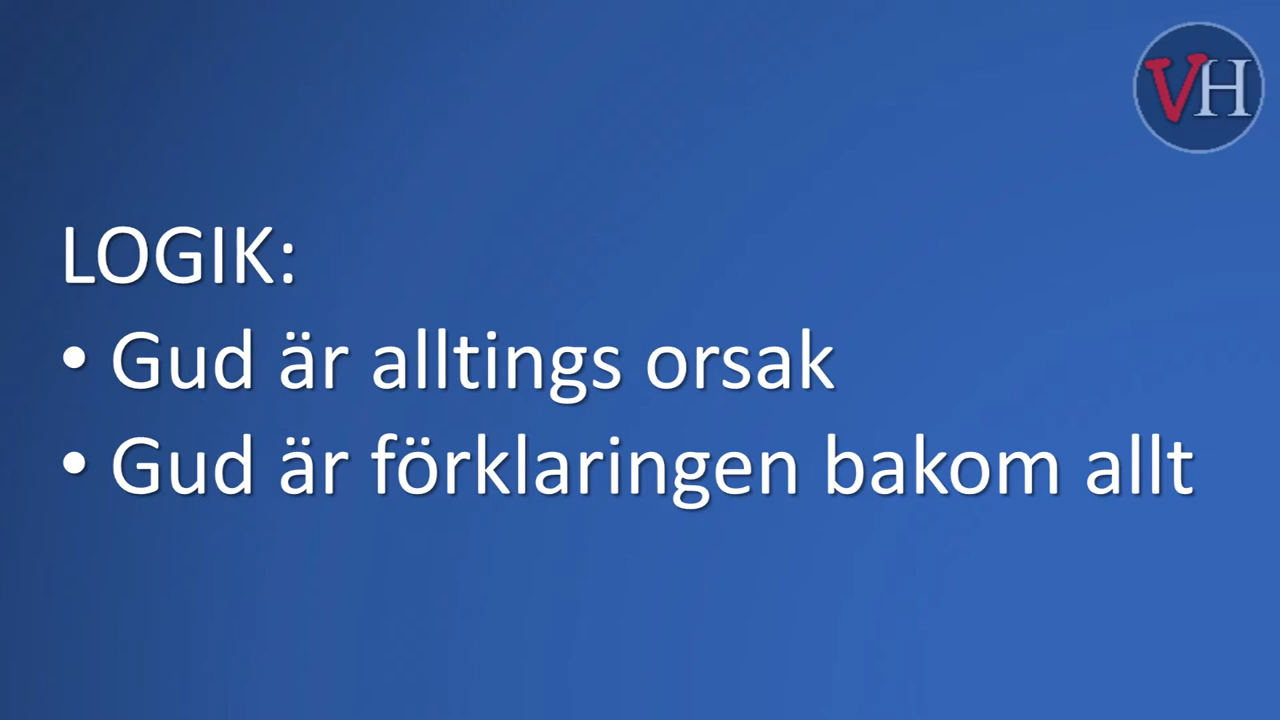 VH
LOGIK:
• Gud är alltings orsak
• Gud är förklaringen bakom allt